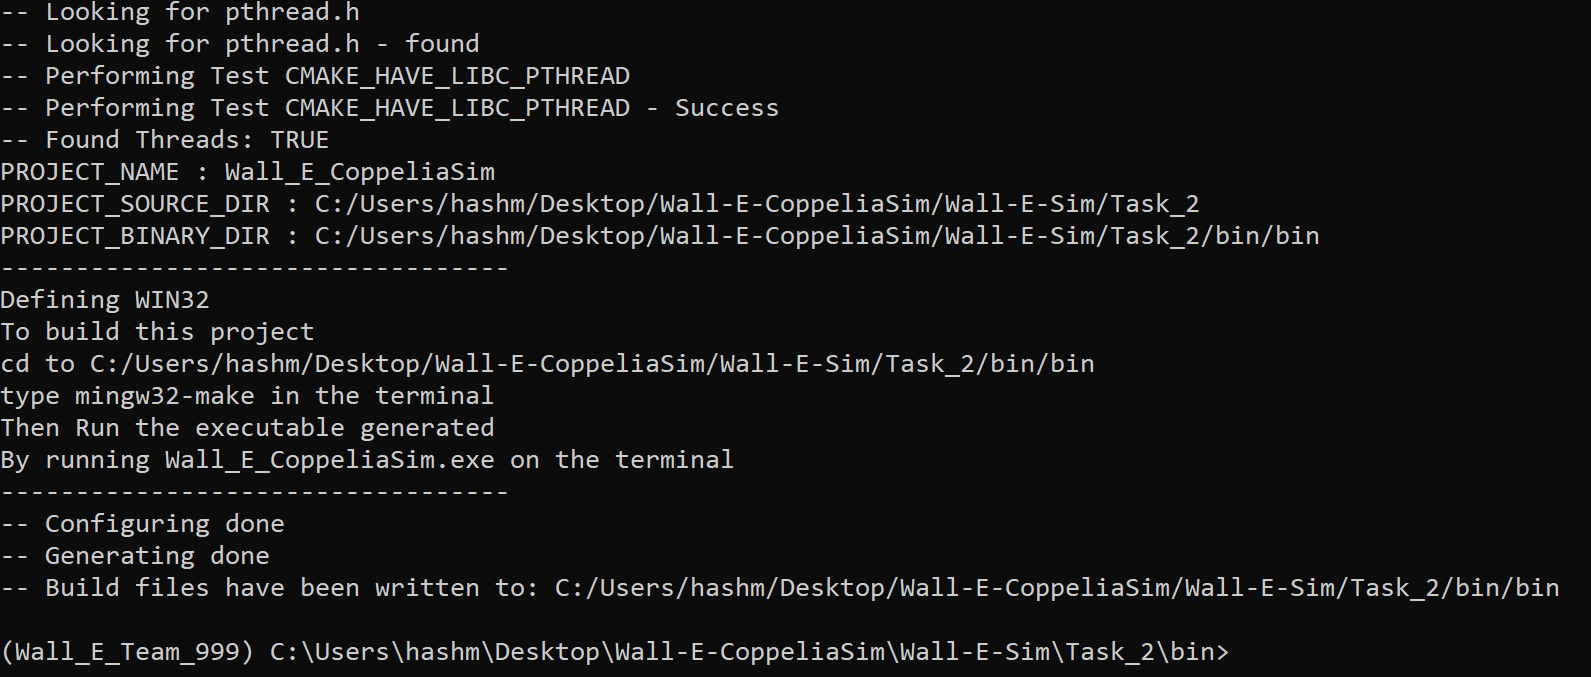 -- Looking for pthread.h
-- Looking for pthread.h - found
-- Performing Test CMAKE_HAVE_LIBC_PTHREAD
-- Performing Test CMAKE_HAVE_LIBC_PTHREAD - Success
-- Found Threads: TRUE
PROJECT_NAME : Wall_E_CoppeliaSim
PROJECT_SOURCE_DIR : C:/Users/hashm/Desktop/Wall-E-CoppeliaSim/Wall-E-Sim/Task_2
PROJECT_BINARY_DIR : C:/Users/hashm/Desktop/Wall-E-CoppeliaSim/Wall-E-Sim/Task_2/bin/bin
----------------------------------
Defining WIN32
To build this project
cd to C:/Users/hashm/Desktop/Wall-E-CoppeliaSim/Wall-E-Sim/Task_2/bin/bin
type mingw32-make in the terminal
Then Run the executable generated
By running Wall_E_CoppeliaSim.exe on the terminal
----------------------------------
-- Configuring done
-- Generating done
-- Build files have been written to: C:/Users/hashm/Desktop/Wall-E-CoppeliaSim/Wall-E-Sim/Task_2/bin/bin
(Wall_E_Team_999) C:\Users\hashm\Desktop\Wall-E-CoppeliaSim\Wall-E-Sim\Task_2\bin>